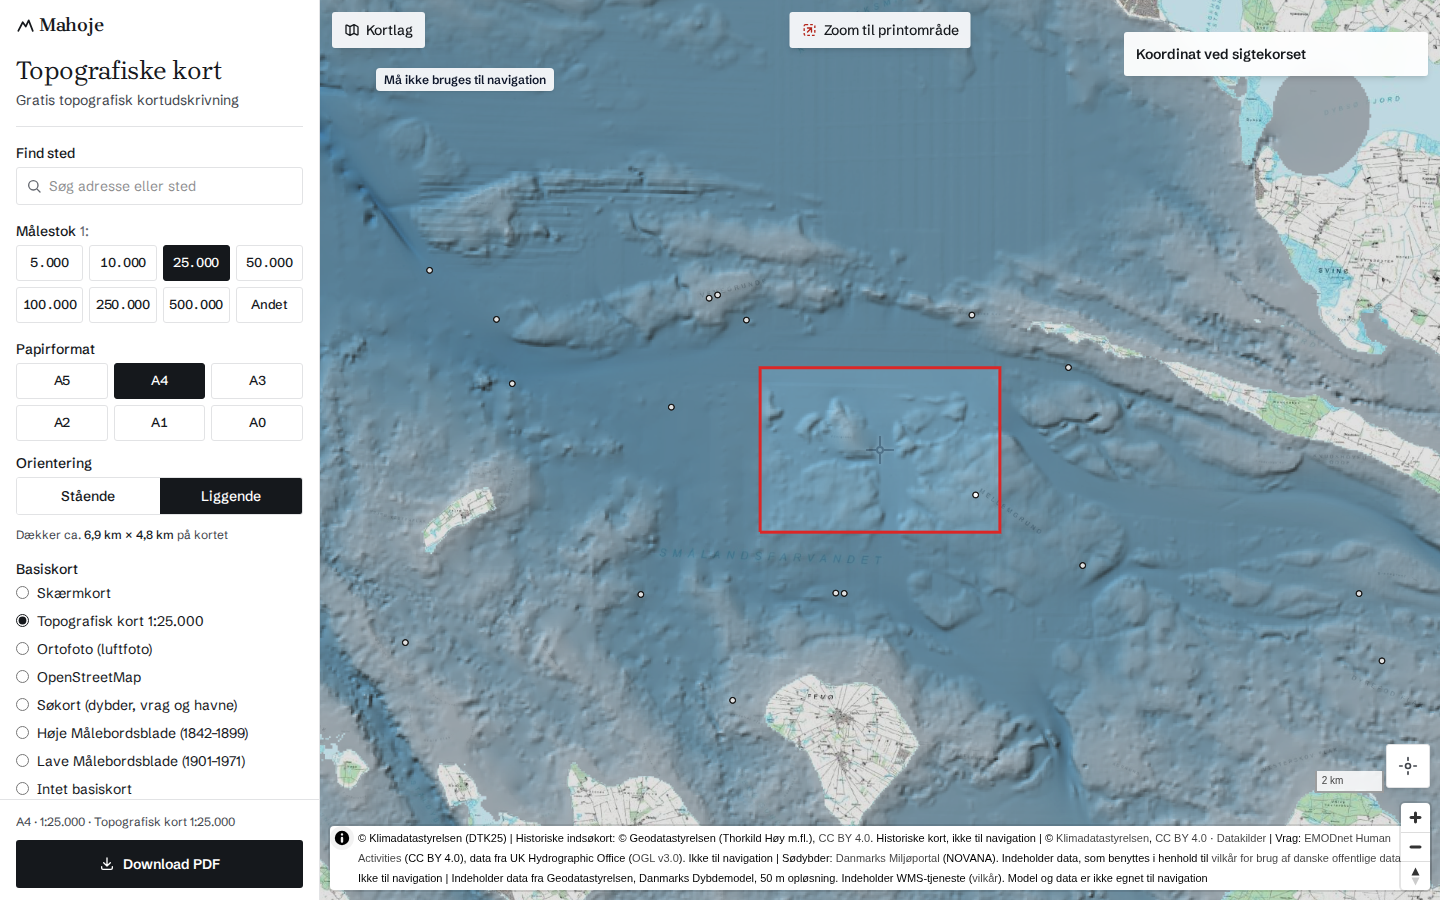 Mahoje
Topografiske kort
Gratis topografisk kortudskrivning
Find sted
Søg adresse eller sted
Målestok 1:
5.000
10.000
25.000
50.000
100.000
250.000
500.000
Andet
Papirformat
A5
A4
A3
A2
A1
A0
Orientering
Stående
Liggende
Dækker ca. 6,9 km × 4,8 km på kortet
Basiskort
Skærmkort
Topografisk kort 1:25.000
Ortofoto (luftfoto)
OpenStreetMap
Søkort (dybder, vrag og havne)
Høje Målebordsblade (1842-1899)
Lave Målebordsblade (1901-1971)
Intet basiskort
A4 · 1:25.000 · Topografisk kort 1:25.000
Download PDF
Kortlag
Zoom til printområde
Må ikke bruges til navigation
Koordinat ved sigtekorset
SVING
SMÅLANDSFARVANDET
FEMØ
2 km
© Klimadatastyrelsen (DTK25) | Historiske indsøkort: © Geodatastyrelsen (Thorkild Høy m.fl.), CC BY 4.0. Historiske kort, ikke til navigation | © Klimadatastyrelsen, CC BY 4.0 · Datakilder | Vrag: EMODnet Human
Activities (CC BY 4.0), data fra UK Hydrographic Office (OGL v3.0). Ikke til navigation | Sødybder: Danmarks Miljøportal (NOVANA). Indeholder data, som benyttes i henhold til vilkår for brug af danske offentlige data
Ikke til navigation | Indeholder data fra Geodatastyrelsen, Danmarks Dybdemodel, 50 m opløsning. Indeholder WMS-tjeneste (vilkår). Model og data er ikke egnet til navigation